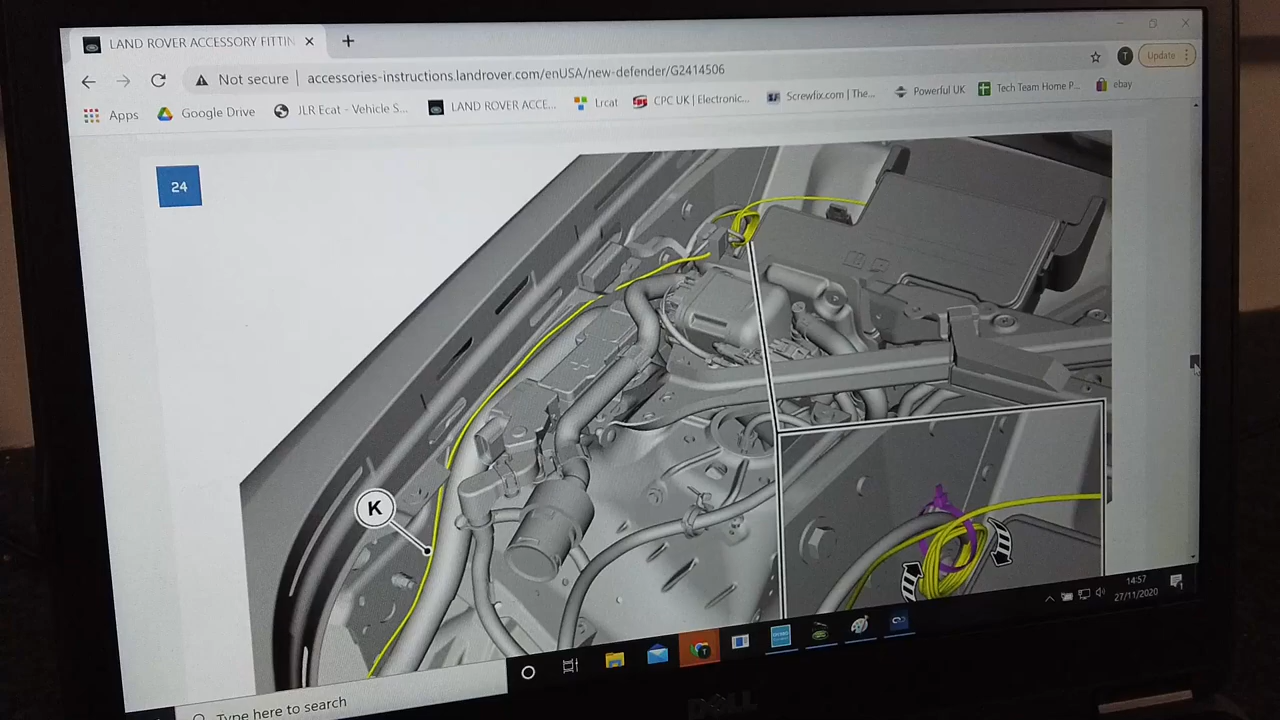 LAND ROVER ACCESSORY FITTIN
Update
Not secure | accessories-instructions.landrover.com/enUSA/new-defender/G2414506
T
Apps
Google Drive
JLR Ecat - Vehicle S...
LAND ROVER ACCE...
Lrcat
CPC UK | Electronic...
Screwfix.com | The...
Powerful UK
Tech Team Home P...
ebay
24
K
14:57
27/11/2020
Type here to search
DELL